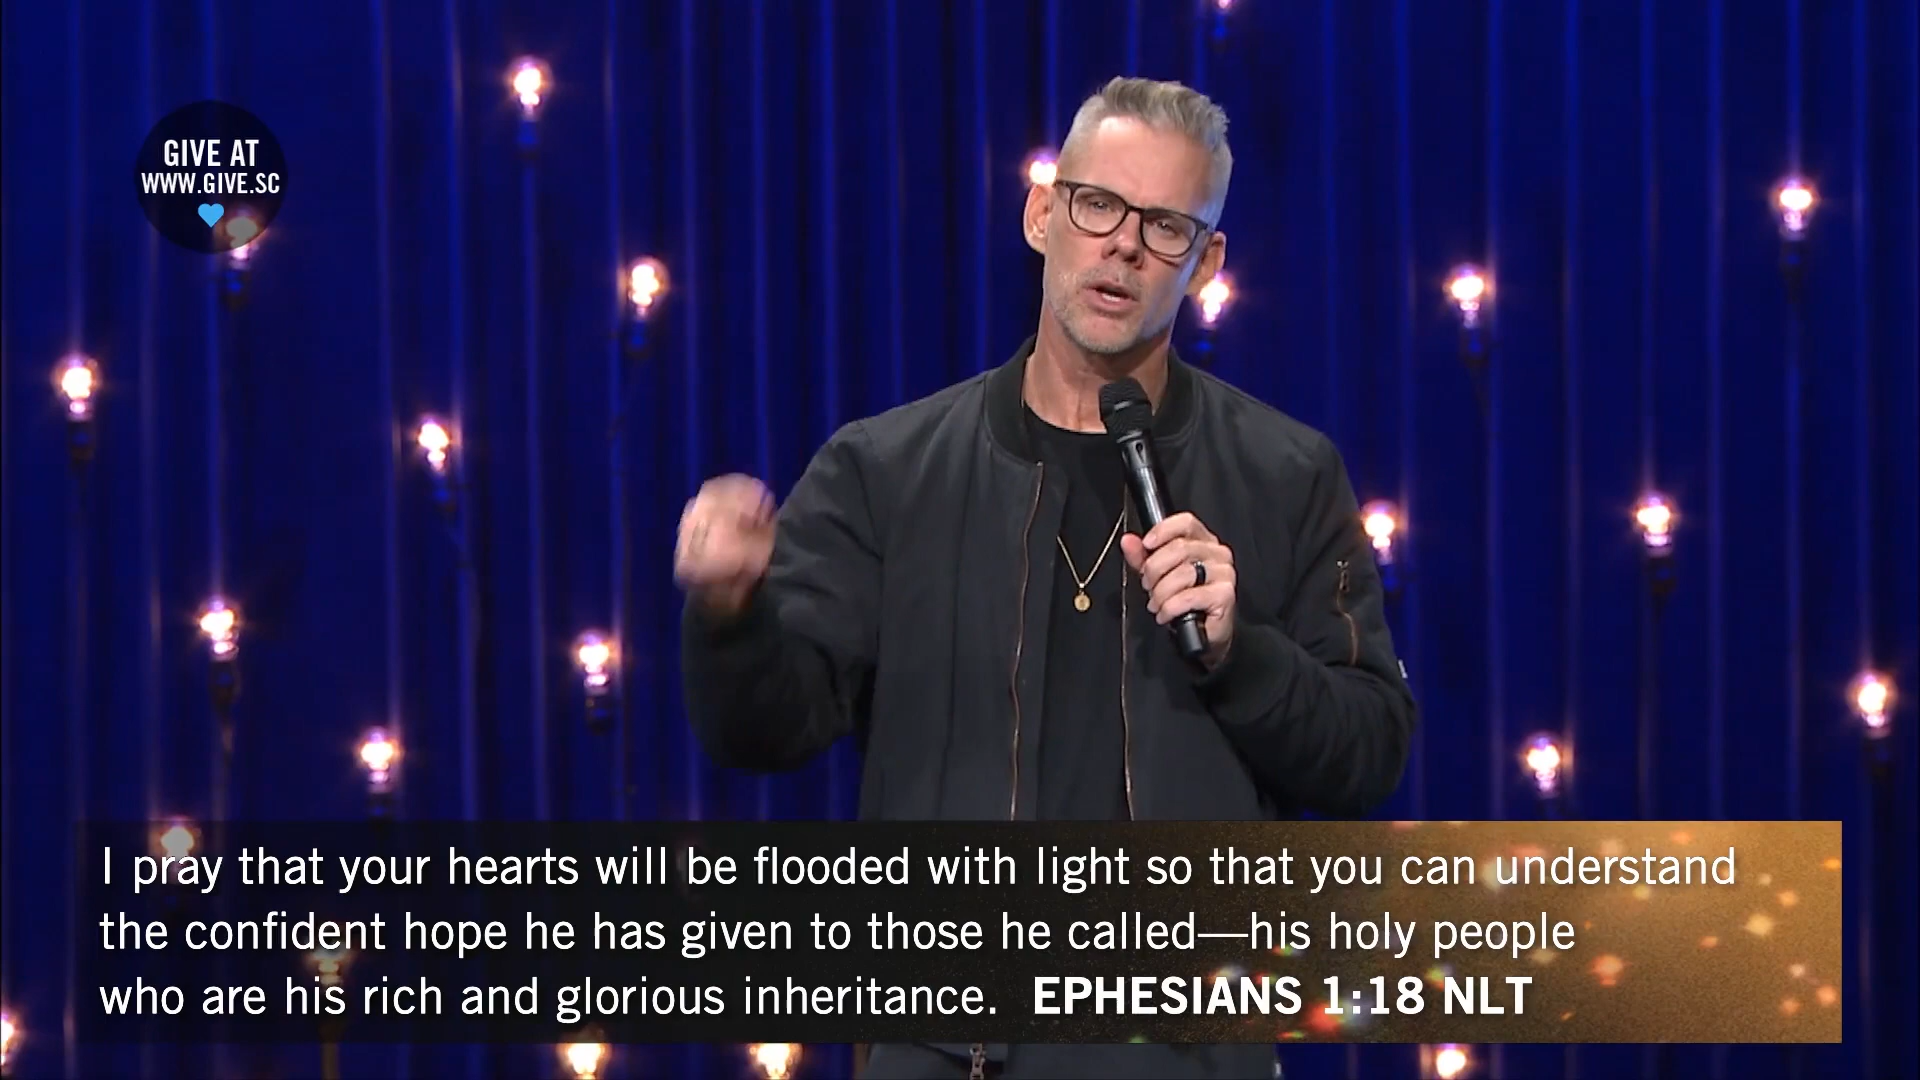 GIVE AT
WWW.GIVE.SC
I pray that your hearts will be flooded with light so that you can understand
the confident hope he has given to those he called—his holy people
who are his rich and glorious inheritance. EPHESIANS 1:18 NLT